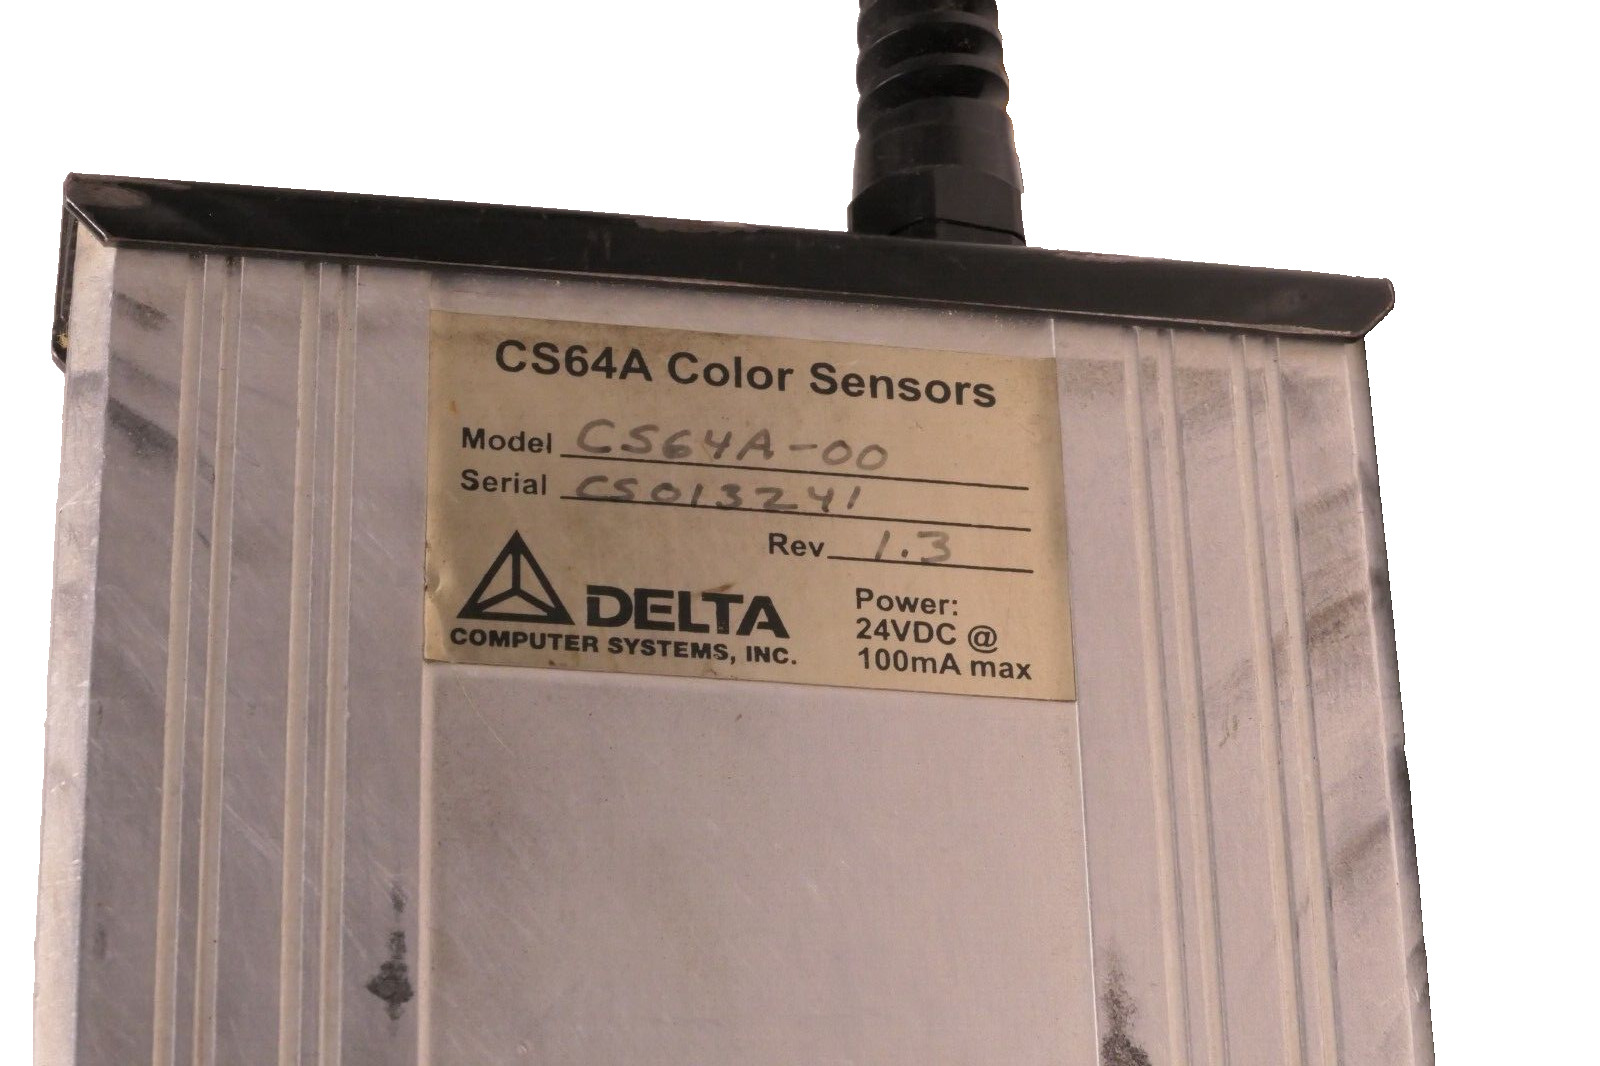 CS64A Color Sensors
Model CS64A-00
Serial CS013241
Rev 1.3
DELTA
COMPUTER SYSTEMS, INC.
Power:
24VDC @
100mA max